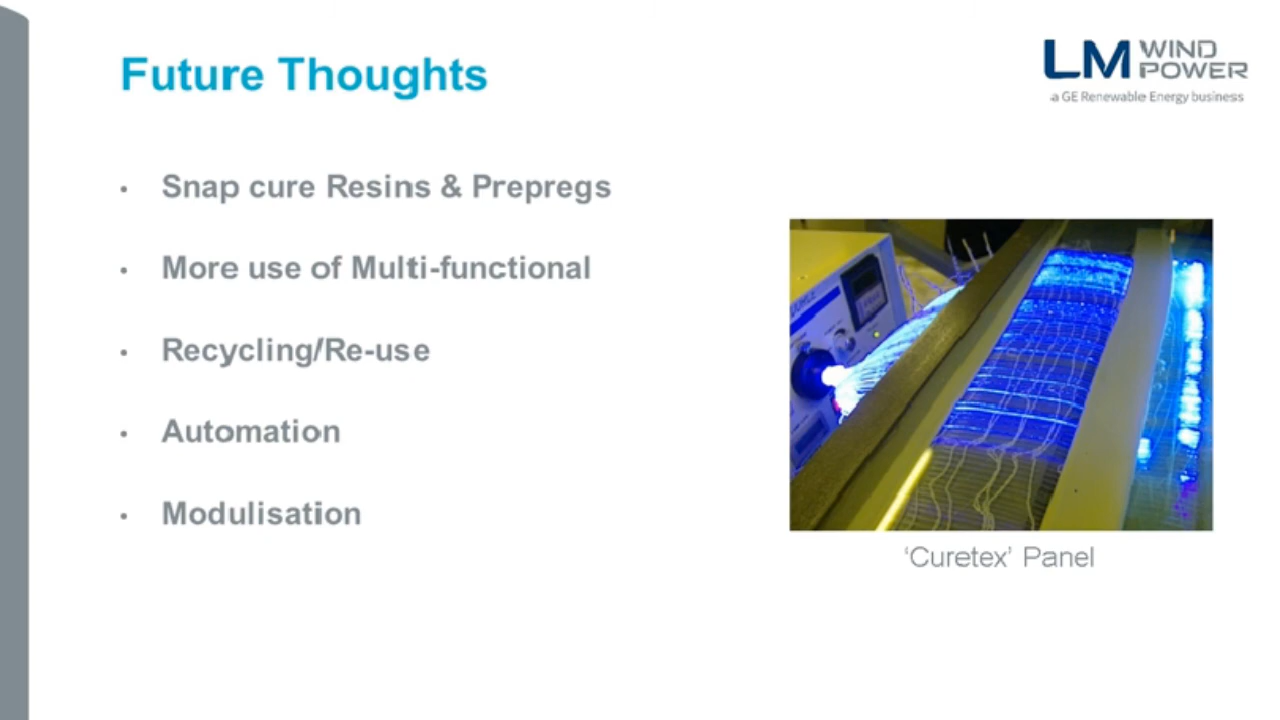 Future Thoughts
LM WIND POWER
a GE Renewable Energy business
• Snap cure Resins & Prepregs
• More use of Multi-functional
• Recycling/Re-use
• Automation
• Modulisation
‘Curetex’ Panel